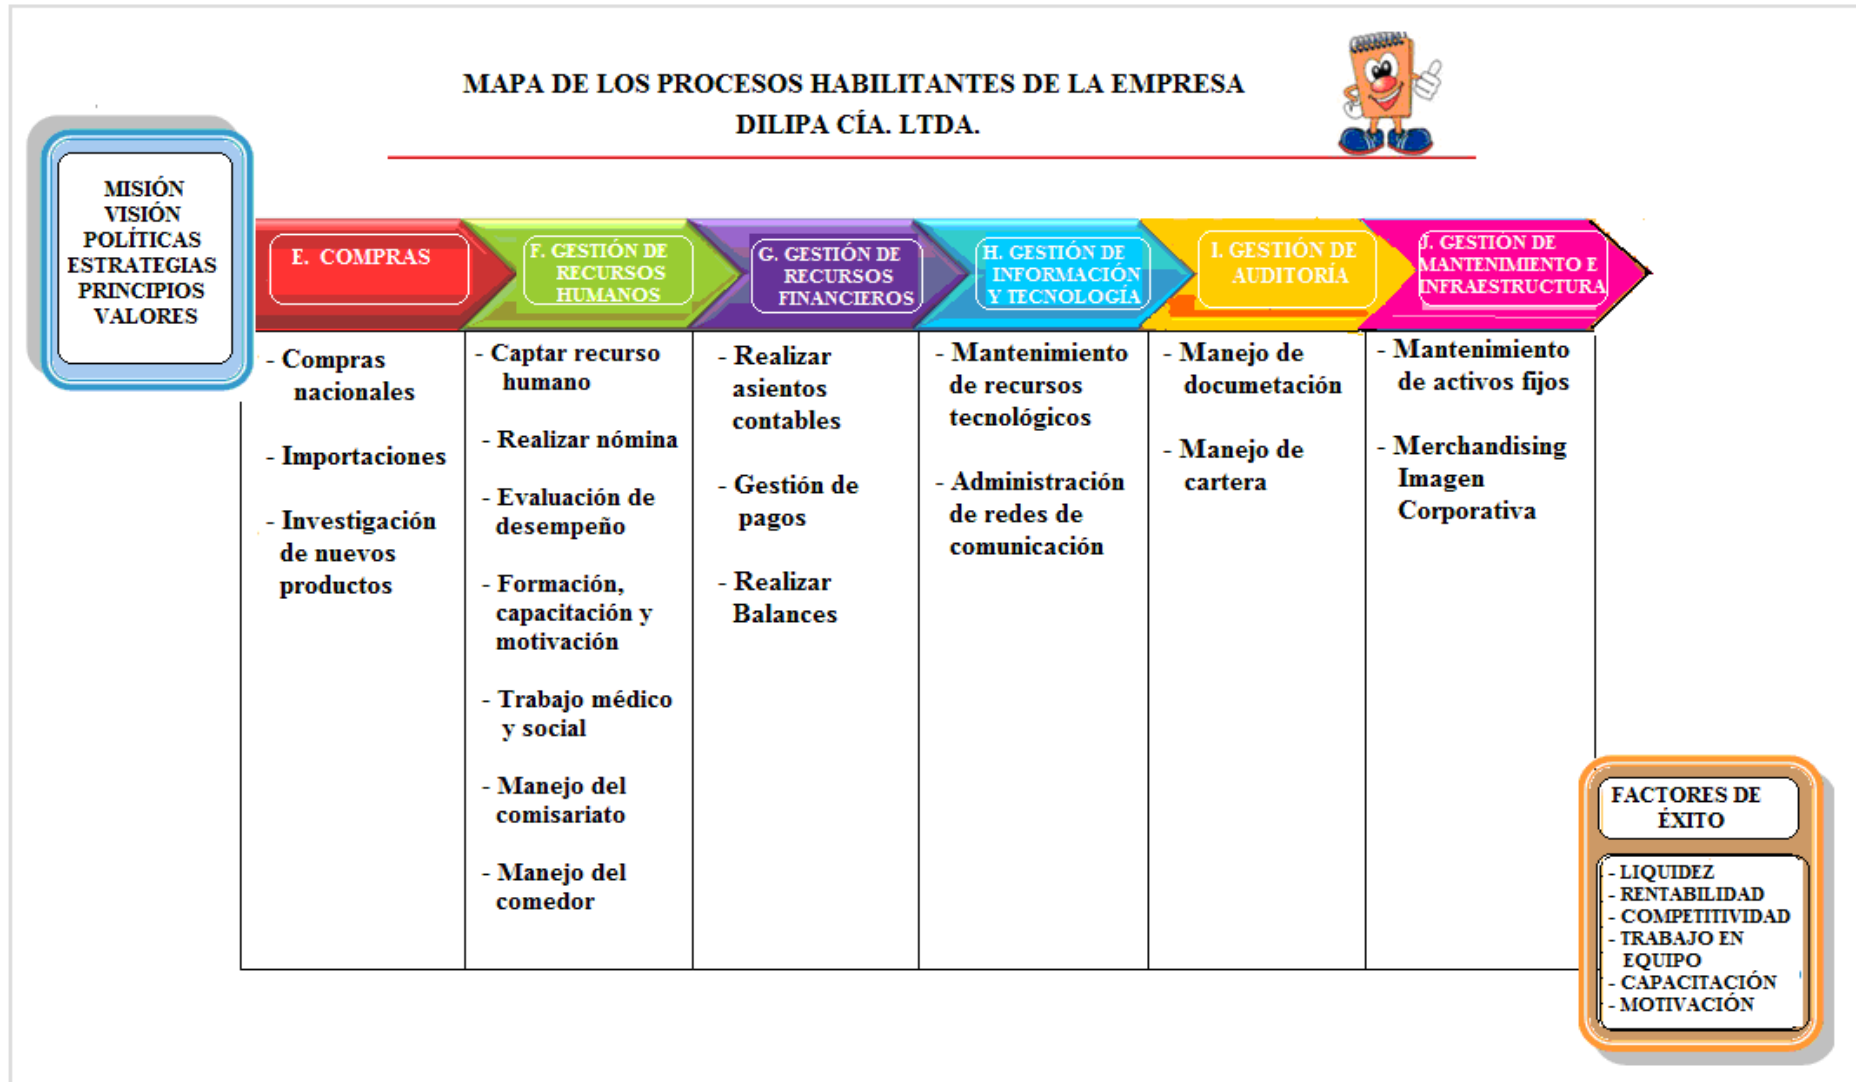 MAPA DE LOS PROCESOS HABILITANTES DE LA EMPRESA
DILIPA CÍA. LTDA.
MISIÓN
VISIÓN
POLÍTICAS
ESTRATEGIAS
PRINCIPIOS
VALORES
E. COMPRAS
- Compras
nacionales
- Importaciones
- Investigación
de nuevos
productos
F. GESTIÓN DE
RECURSOS
HUMANOS
- Captar recurso
humano
- Realizar nómina
- Evaluación de
desempeño
- Formación,
capacitación y
motivación
- Trabajo médico
y social
- Manejo del
comisariato
- Manejo del
comedor
G. GESTIÓN DE
RECURSOS
FINANCIEROS
- Realizar
asientos
contables
- Gestión de
pagos
- Realizar
Balances
H. GESTIÓN DE
INFORMACIÓN
Y TECNOLOGÍA
- Mantenimiento
de recursos
tecnológicos
- Administración
de redes de
comunicación
I. GESTIÓN DE
AUDITORÍA
- Manejo de
documetación
- Manejo de
cartera
J. GESTIÓN DE
MANTENIMIENTO E
INFRAESTRUCTURA
- Mantenimiento
de activos fijos
- Merchandising
Imagen
Corporativa
FACTORES DE
ÉXITO
- LIQUIDEZ
- RENTABILIDAD
- COMPETITIVIDAD
- TRABAJO EN
EQUIPO
- CAPACITACIÓN
- MOTIVACIÓN